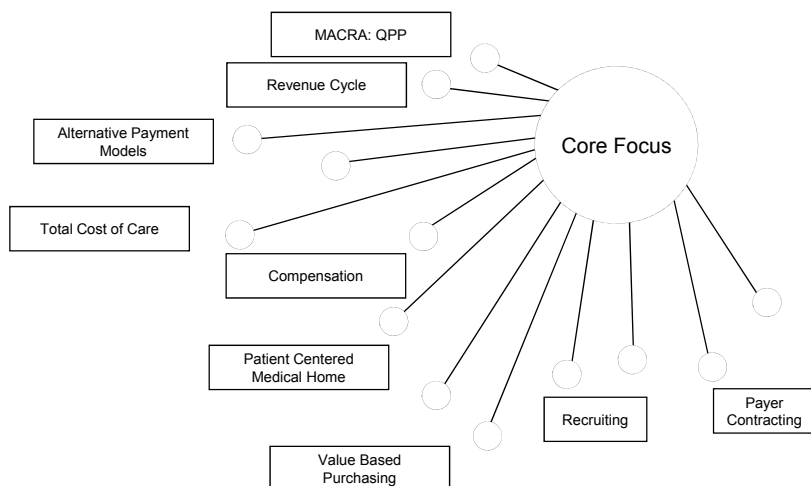 MACRA: QPP
Revenue Cycle
Alternative Payment
Models
Core Focus
Total Cost of Care
Compensation
Patient Centered
Medical Home
Recruiting
Payer
Contracting
Value Based
Purchasing